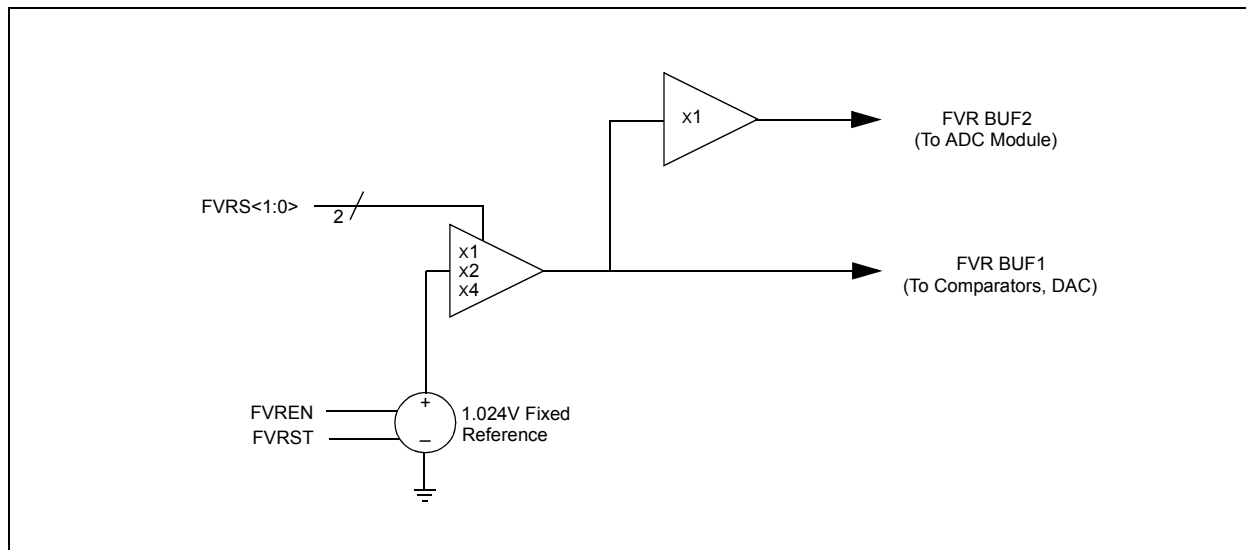 X1
FVR BUF2
(To ADC Module)
FVRS<1:0>
2
X1
X2
X4
FVR BUF1
(To Comparators, DAC)
+
FVREN
1.024V Fixed
FVRST
Reference
–